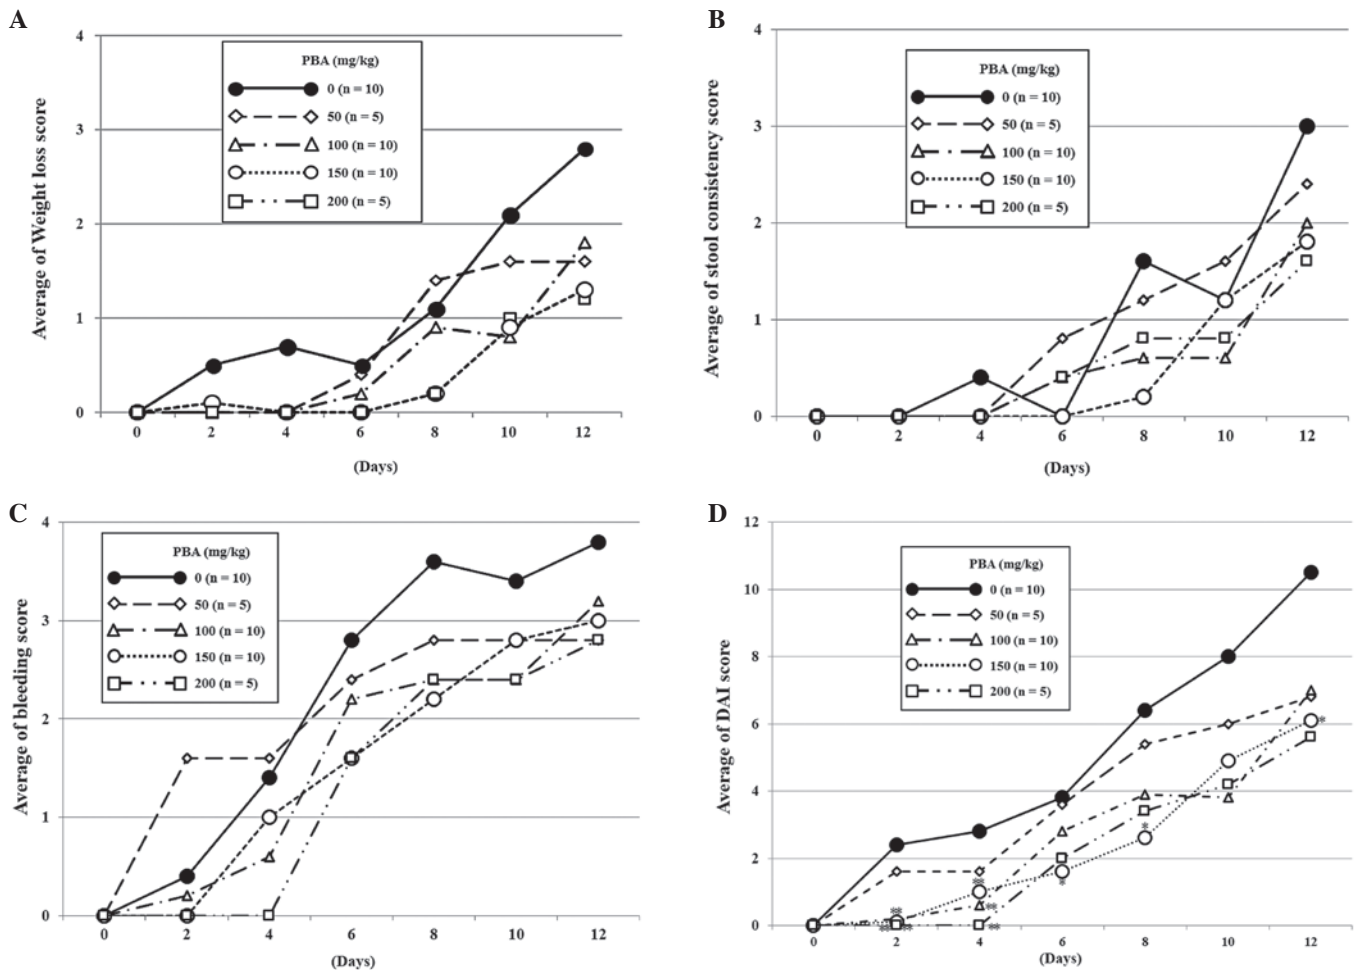 A
Average of Weight loss score
4
3
2
1
0
PBA (mg/kg)
0 (n = 10)
50 (n = 5)
100 (n = 10)
150 (n = 10)
200 (n = 5)
0 2 4 6 8 10 12
(Days)
B
Average of stool consistency score
4
3
2
1
0
PBA (mg/kg)
0 (n = 10)
50 (n = 5)
100 (n = 10)
150 (n = 10)
200 (n = 5)
0 2 4 6 8 10 12
(Days)
C
Average of bleeding score
4
3
2
1
0
PBA (mg/kg)
0 (n = 10)
50 (n = 5)
100 (n = 10)
150 (n = 10)
200 (n = 5)
0 2 4 6 8 10 12
(Days)
D
Average of DAI score
12
10
8
6
4
2
0
PBA (mg/kg)
0 (n = 10)
50 (n = 5)
100 (n = 10)
150 (n = 10)
200 (n = 5)
*
*
**
*
**
**
** **
**
0 2 4 6 8 10 12
(Days)